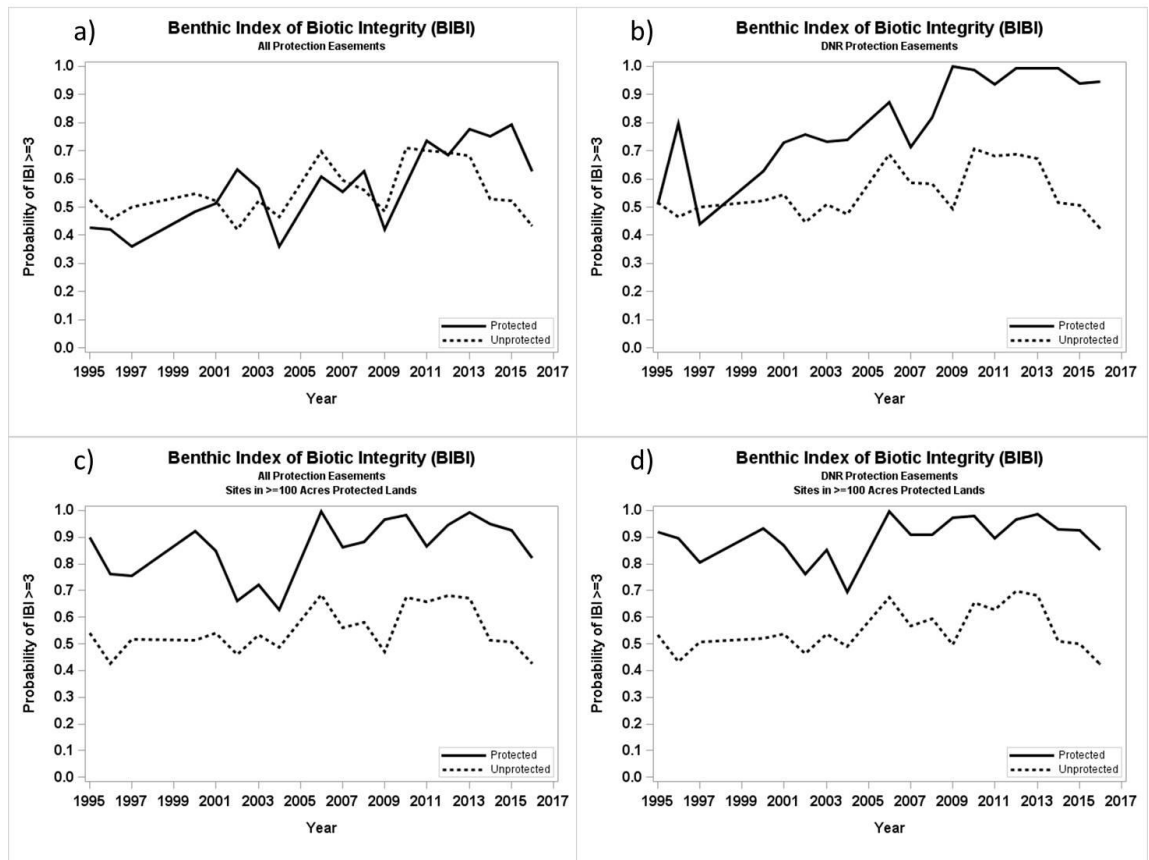 a)
Benthic Index of Biotic Integrity (BIBI)
All Protection Easements
Probability of IBI >=3
1.0
0.9
0.8
0.7
0.6
0.5
0.4
0.3
0.2
0.1
0.0
Protected
Unprotected
1995 1997 1999 2001 2003 2005 2007 2009 2011 2013 2015 2017
Year
b)
Benthic Index of Biotic Integrity (BIBI)
DNR Protection Easements
Probability of IBI >=3
1.0
0.9
0.8
0.7
0.6
0.5
0.4
0.3
0.2
0.1
0.0
Protected
Unprotected
1995 1997 1999 2001 2003 2005 2007 2009 2011 2013 2015 2017
Year
c)
Benthic Index of Biotic Integrity (BIBI)
All Protection Easements
Sites in >=100 Acres Protected Lands
Probability of IBI >=3
1.0
0.9
0.8
0.7
0.6
0.5
0.4
0.3
0.2
0.1
0.0
Protected
Unprotected
1995 1997 1999 2001 2003 2005 2007 2009 2011 2013 2015 2017
Year
d)
Benthic Index of Biotic Integrity (BIBI)
DNR Protection Easements
Sites in >=100 Acres Protected Lands
Probability of IBI >=3
1.0
0.9
0.8
0.7
0.6
0.5
0.4
0.3
0.2
0.1
0.0
Protected
Unprotected
1995 1997 1999 2001 2003 2005 2007 2009 2011 2013 2015 2017
Year